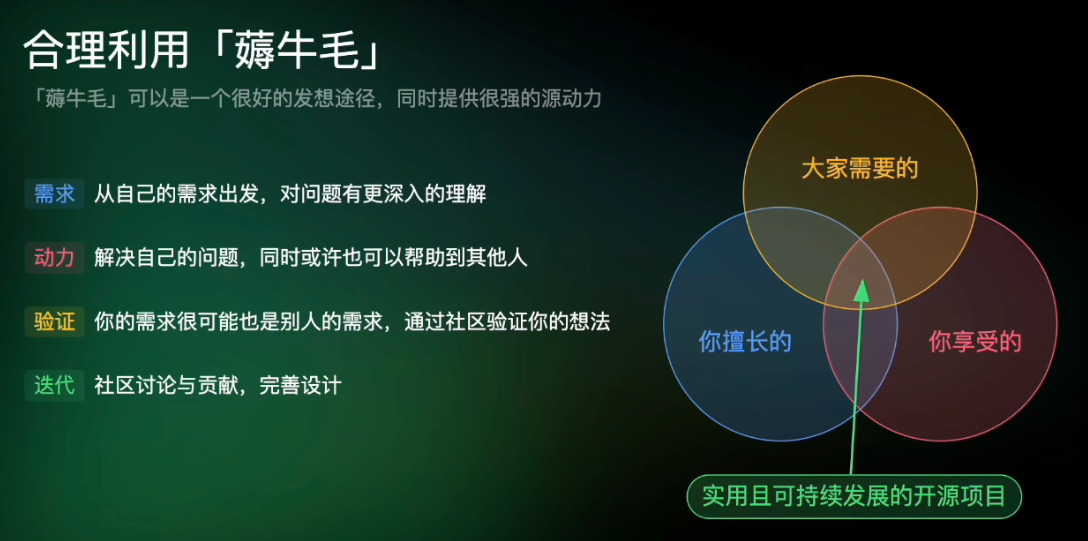 合理利用「薅牛毛」
「薅牛毛」可以是一个很好的发想途径，同时提供很强的源动力
需求 从自己的需求出发，对问题有更深入的理解
动力 解决自己的问题，同时或许也可以帮助到其他人
验证 你的需求很可能也是别人的需求，通过社区验证你的想法
迭代 社区讨论与贡献，完善设计
大家需要的
你擅长的
你享受的
实用且可持续发展的开源项目